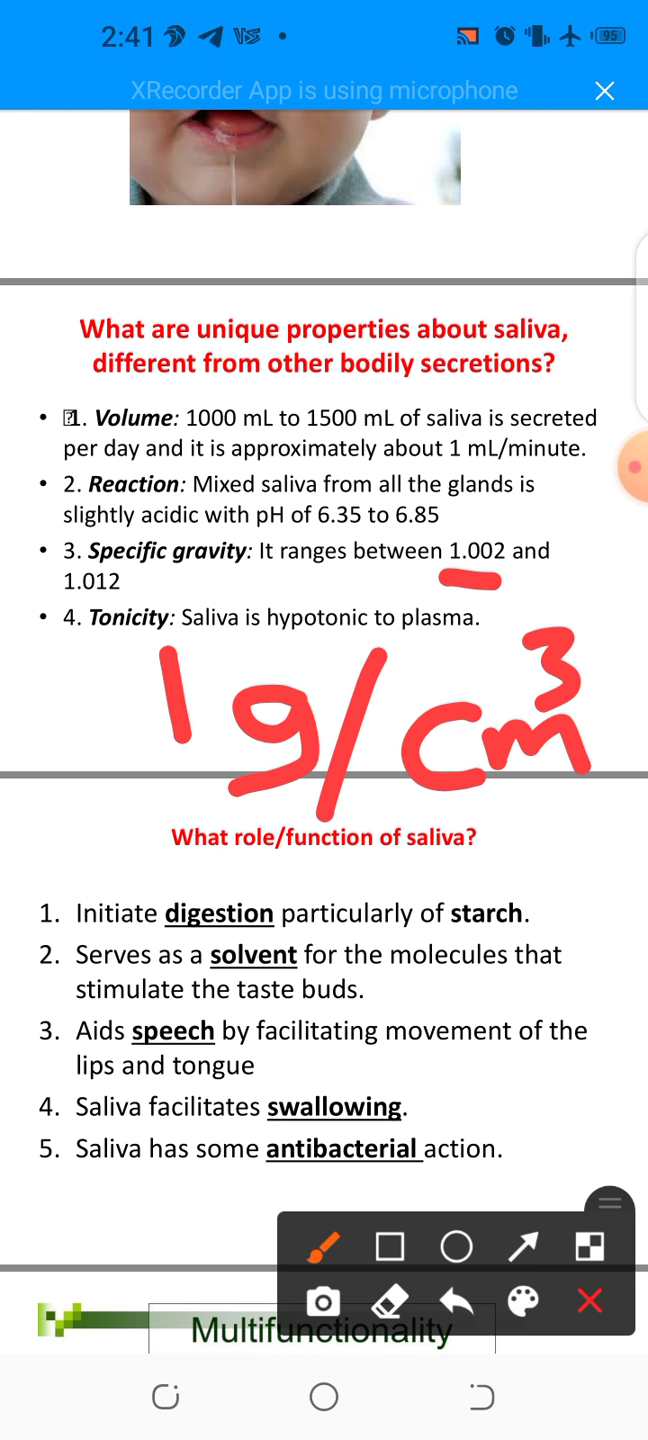 2:41
95
XRecorder App is using microphone
What are unique properties about saliva,
different from other bodily secretions?
• 1. Volume: 1000 mL to 1500 mL of saliva is secreted
per day and it is approximately about 1 mL/minute.
• 2. Reaction: Mixed saliva from all the glands is
slightly acidic with pH of 6.35 to 6.85
• 3. Specific gravity: It ranges between 1.002 and
1.012
• 4. Tonicity: Saliva is hypotonic to plasma.
1g/cm³
What role/function of saliva?
1. Initiate digestion particularly of starch.
2. Serves as a solvent for the molecules that
stimulate the taste buds.
3. Aids speech by facilitating movement of the
lips and tongue
4. Saliva facilitates swallowing.
5. Saliva has some antibacterial action.
Multifunctionality